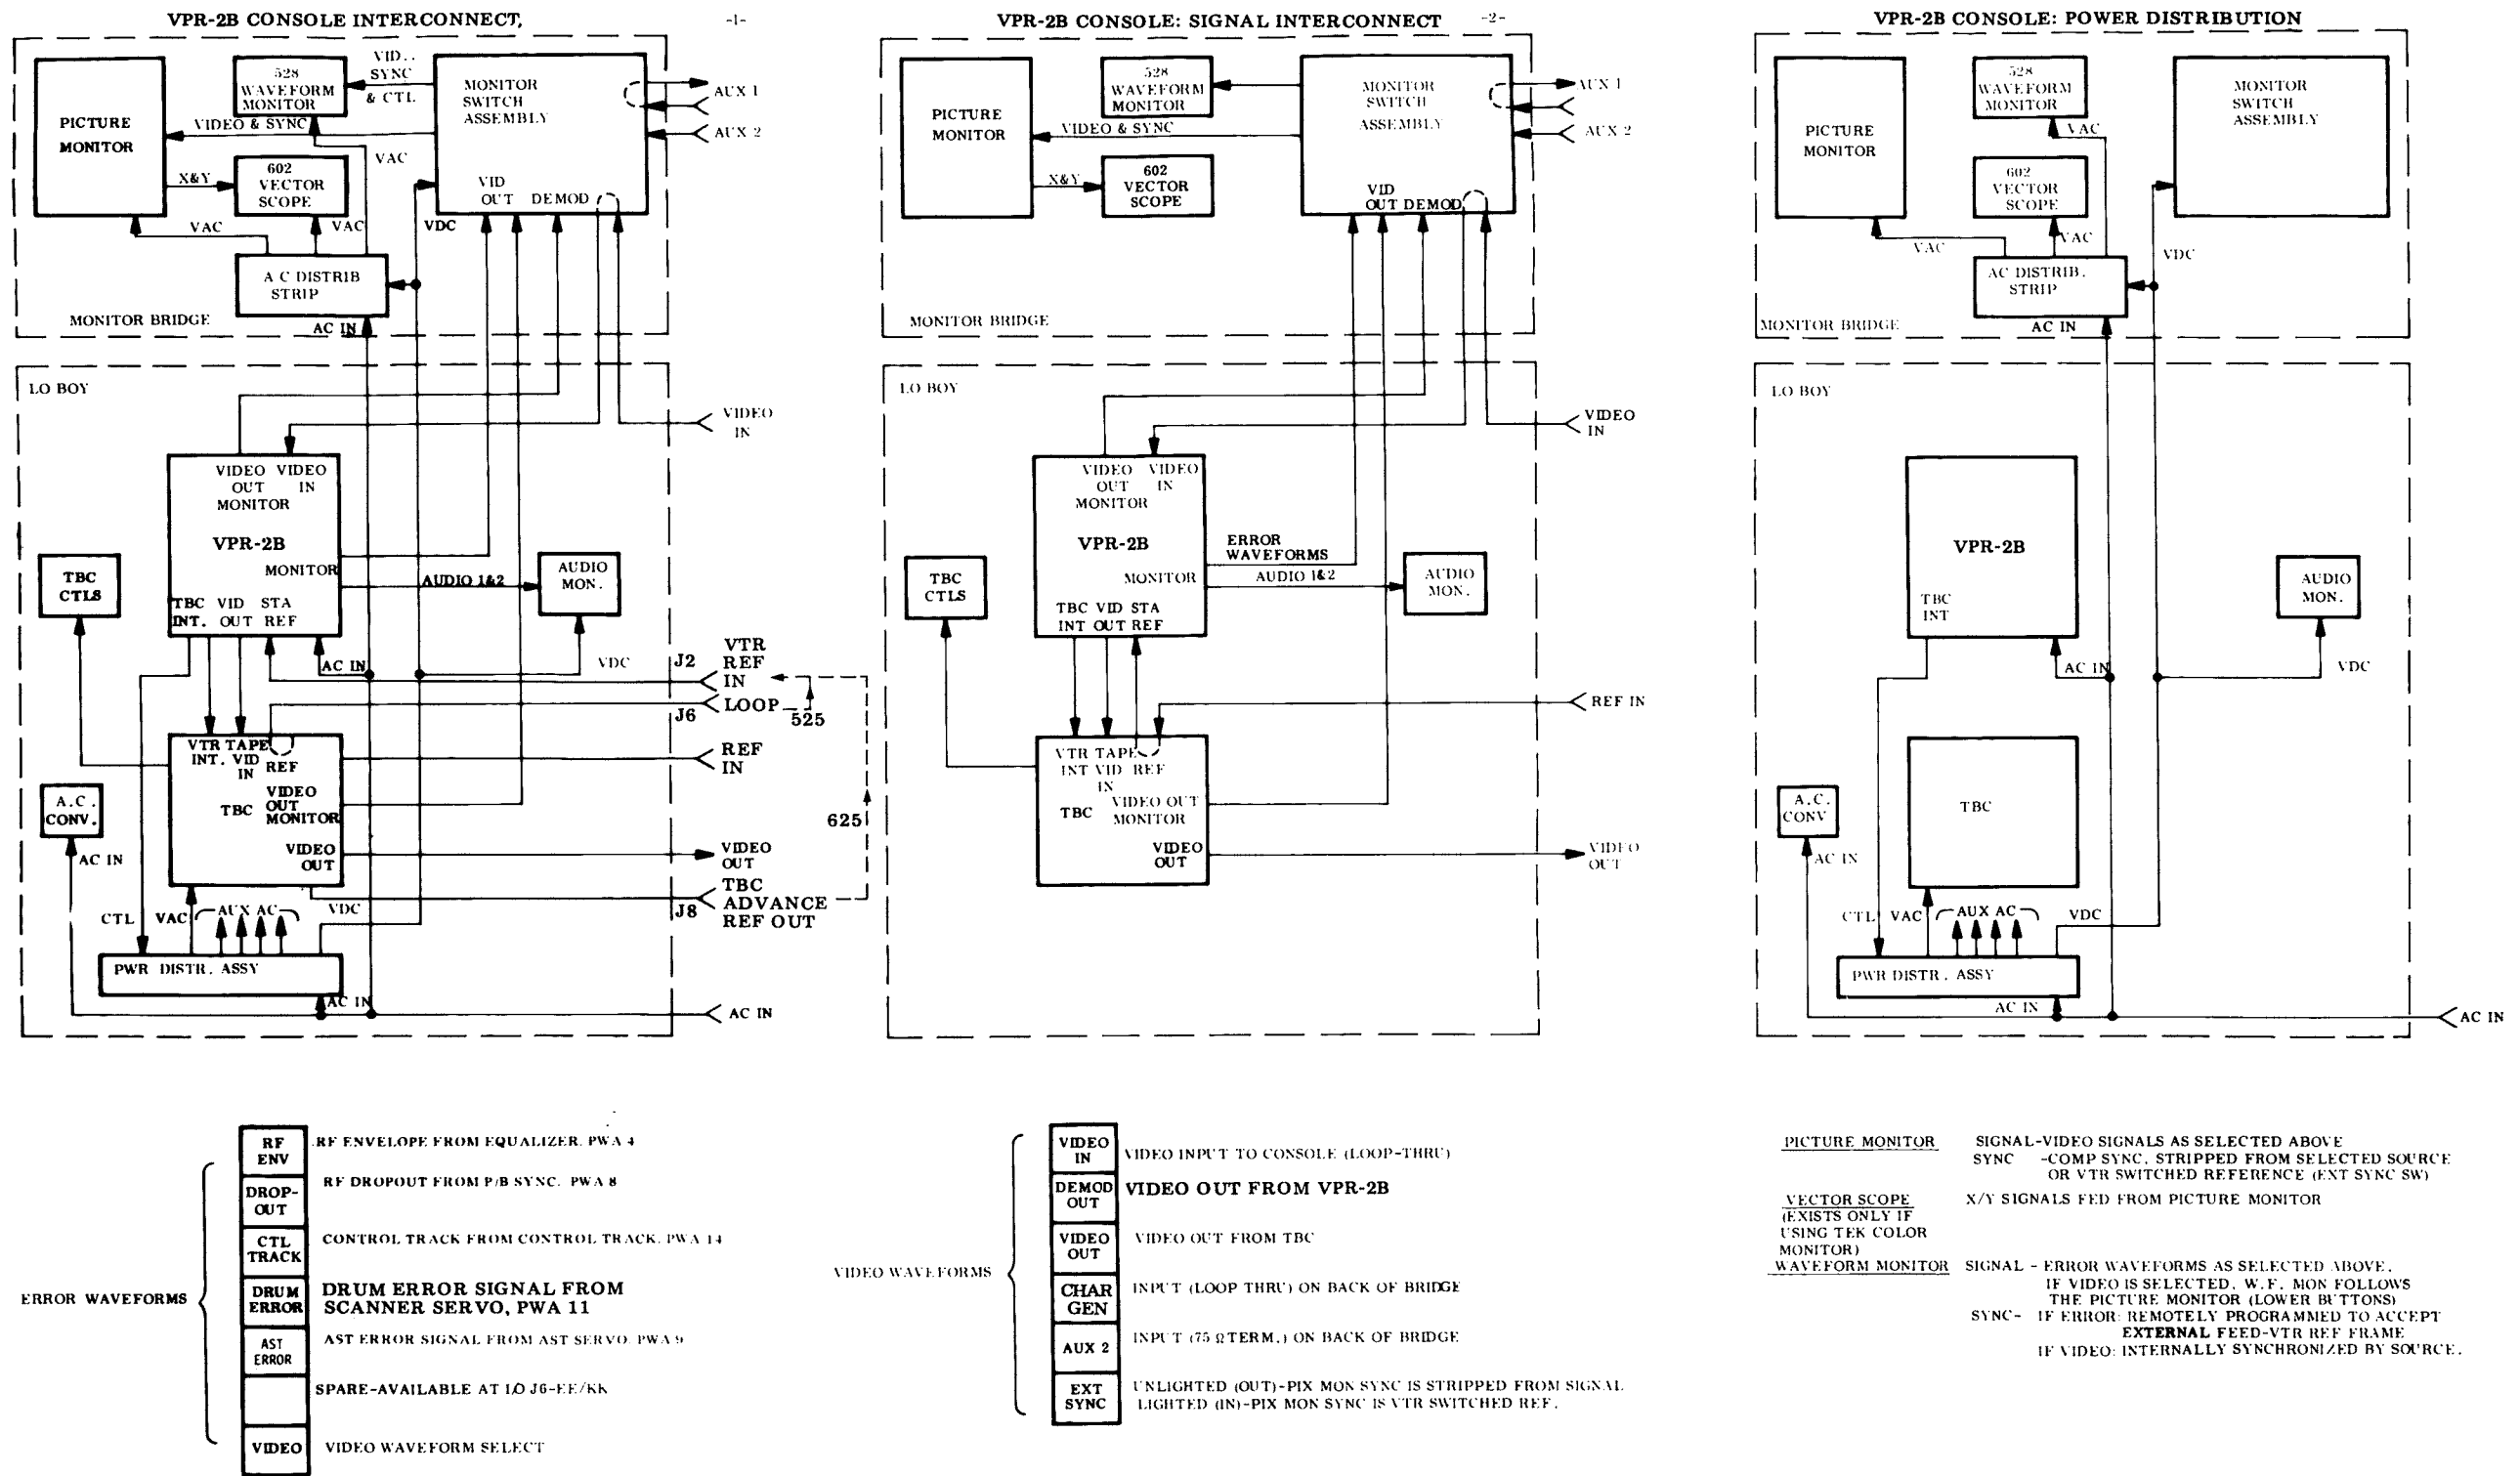 VPR-2B CONSOLE INTERCONNECT,
-1-
VID..
SYNC
& CTL
528
WAVEFORM
MONITOR
MONITOR
SWITCH
ASSEMBLY
AUX 1
AUX 2
PICTURE
MONITOR
VIDEO & SYNC
VAC
602
VECTOR
SCOPE
X&Y
VID
OUT
DEMOD
VAC
VAC
VDC
A C DISTRIB
STRIP
MONITOR BRIDGE
AC IN
LO BOY
VIDEO
IN
VIDEO
OUT
MONITOR
VIDEO
IN
VPR-2B
MONITOR
TBC
CTLS
AUDIO 1&2
AUDIO
MON.
TBC
INT.
VID
OUT
STA
REF
AC IN
VDC
J2
VTR
REF
IN
J6
LOOP
525
VTR
INT.
TAPE
VID
IN
REF
REF
IN
A.C.
CONV.
TBC
VIDEO
OUT
MONITOR
625
VIDEO
OUT
VIDEO
OUT
AC IN
TBC
ADVANCE
REF OUT
J8
CTL
VAC
AUX AC
VDC
PWR DISTR. ASSY
AC IN
AC IN
VPR-2B CONSOLE: SIGNAL INTERCONNECT
-2-
528
WAVEFORM
MONITOR
MONITOR
SWITCH
ASSEMBLY
AUX 1
AUX 2
PICTURE
MONITOR
VIDEO & SYNC
602
VECTOR
SCOPE
X&Y
VID
OUT
DEMOD
MONITOR BRIDGE
LO BOY
VIDEO
IN
VIDEO
OUT
MONITOR
VIDEO
IN
VPR-2B
ERROR
WAVEFORMS
MONITOR
TBC
CTLS
AUDIO 1&2
AUDIO
MON.
TBC
INT
VID
OUT
STA
REF
REF IN
VTR
INT
TAPE
VID
IN
REF
TBC
VIDEO OUT
MONITOR
VIDEO
OUT
VIDEO
OUT
VPR-2B CONSOLE: POWER DISTRIBUTION
528
WAVEFORM
MONITOR
MONITOR
SWITCH
ASSEMBLY
PICTURE
MONITOR
VAC
602
VECTOR
SCOPE
VAC
VAC
VDC
AC DISTRIB.
STRIP
MONITOR BRIDGE
AC IN
LO BOY
VPR-2B
TBC
INT
AUDIO
MON.
AC IN
VDC
A.C.
CONV
TBC
AC IN
CTL
VAC
AUX AC
VDC
PWR DISTR. ASSY
AC IN
AC IN
ERROR WAVEFORMS
RF
ENV
RF ENVELOPE FROM EQUALIZER. PWA 4
DROP-
OUT
RF DROPOUT FROM P/B SYNC. PWA 8
CTL
TRACK
CONTROL TRACK FROM CONTROL TRACK. PWA 14
DRUM
ERROR
DRUM ERROR SIGNAL FROM
SCANNER SERVO, PWA 11
AST
ERROR
AST ERROR SIGNAL FROM AST SERVO. PWA 9
SPARE-AVAILABLE AT I.O J6-EE/KK
VIDEO
VIDEO WAVEFORM SELECT
VIDEO WAVEFORMS
VIDEO
IN
VIDEO INPUT TO CONSOLE (LOOP-THRU)
DEMOD
OUT
VIDEO OUT FROM VPR-2B
VIDEO
OUT
VIDEO OUT FROM TBC
CHAR
GEN
INPUT (LOOP THRU) ON BACK OF BRIDGE
AUX 2
INPUT (75 Ω TERM.) ON BACK OF BRIDGE
EXT
SYNC
UNLIGHTED (OUT)-PIX MON SYNC IS STRIPPED FROM SIGNAL
LIGHTED (IN)-PIX MON SYNC IS VTR SWITCHED REF.
PICTURE MONITOR
SIGNAL-VIDEO SIGNALS AS SELECTED ABOVE
SYNC -COMP SYNC, STRIPPED FROM SELECTED SOURCE
OR VTR SWITCHED REFERENCE (EXT SYNC SW)
VECTOR SCOPE
(EXISTS ONLY IF
USING TEK COLOR
MONITOR)
X/Y SIGNALS FED FROM PICTURE MONITOR
WAVEFORM MONITOR
SIGNAL - ERROR WAVEFORMS AS SELECTED ABOVE.
IF VIDEO IS SELECTED, W.F. MON FOLLOWS
THE PICTURE MONITOR (LOWER BUTTONS)
SYNC- IF ERROR: REMOTELY PROGRAMMED TO ACCEPT
EXTERNAL FEED-VTR REF FRAME
IF VIDEO: INTERNALLY SYNCHRONIZED BY SOURCE.